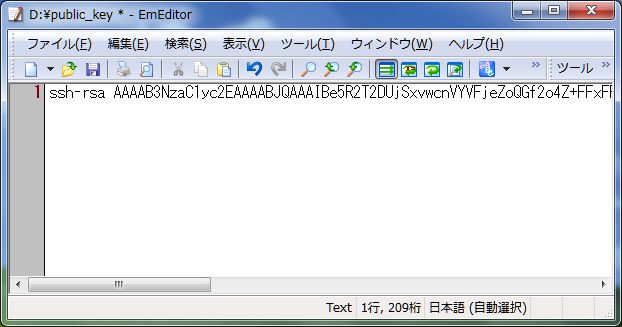 D:¥public_key * - EmEditor
ファイル(F) 編集(E) 検索(S) 表示(V) ツール(T) ウィンドウ(W) ヘルプ(H)
ツール
1 ssh-rsa AAAAB3NzaC1yc2EAAAABJQAAAIBe5R2T2DUjSxvwcnVYVFjeZoQGf2o4Z+FFxFF
Text 1行, 209桁 日本語 (自動選択)